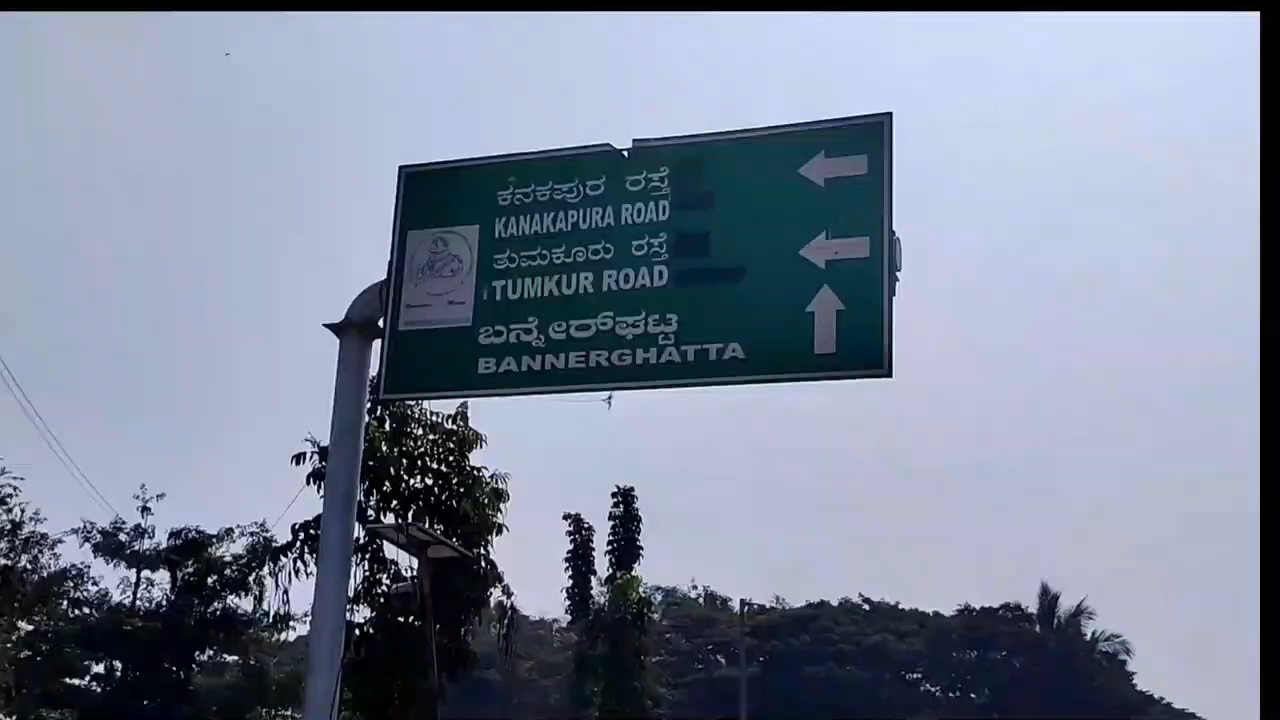 ಕನಕಪುರ ರಸ್ತೆ
KANAKAPURA ROAD
ತುಮಕೂರು ರಸ್ತೆ
TUMKUR ROAD
ಬನ್ನೇರ್‌ಘಟ್ಟ
BANNERGHATTA